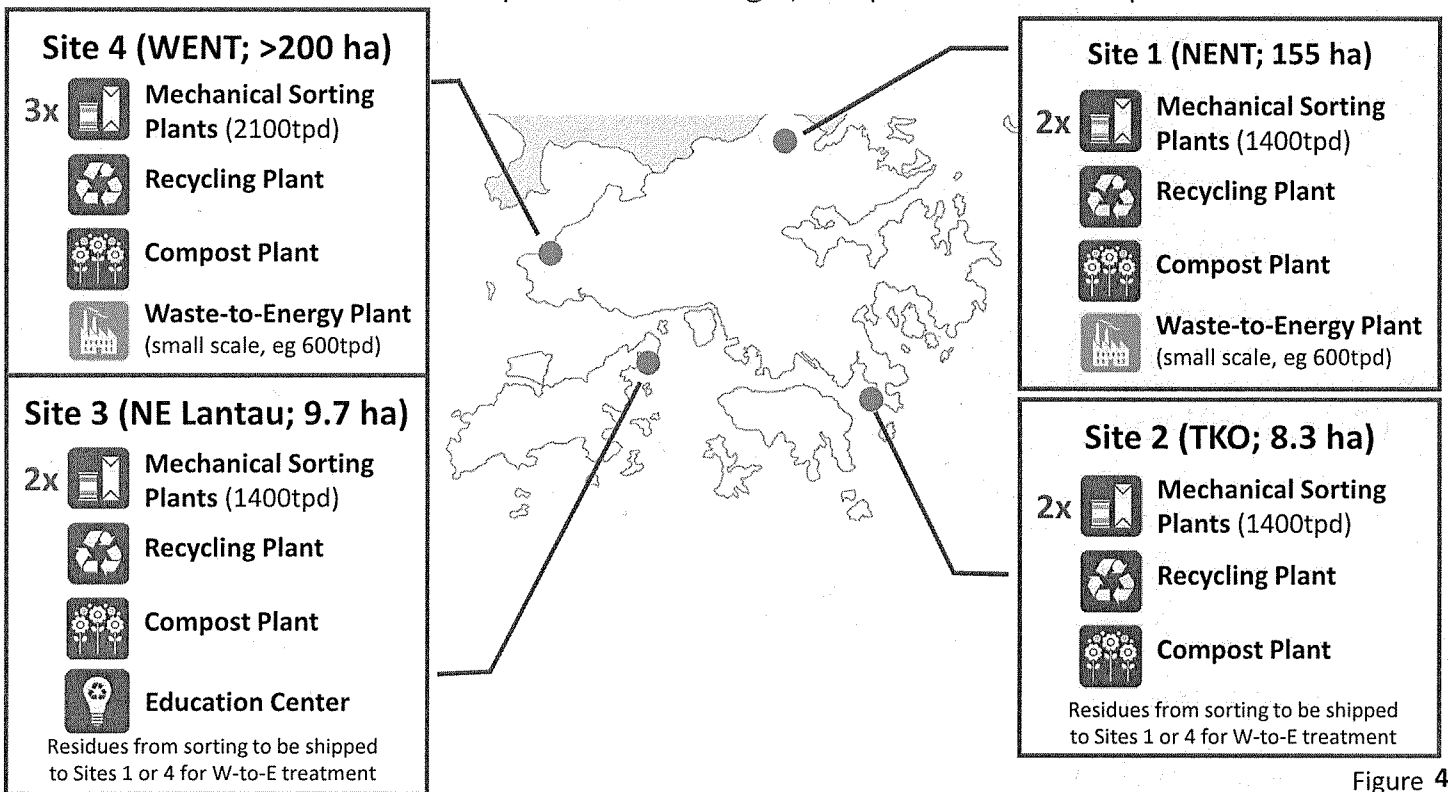 Site 4 (WENT; >200 ha)
3x
Mechanical Sorting
Plants (2100tpd)
Recycling Plant
Compost Plant
Waste-to-Energy Plant
(small scale, eg 600tpd)
Site 3 (NE Lantau; 9.7 ha)
2x
Mechanical Sorting
Plants (1400tpd)
Recycling Plant
Compost Plant
Education Center
Residues from sorting to be shipped
to Sites 1 or 4 for W-to-E treatment
Site 1 (NENT; 155 ha)
2x
Mechanical Sorting
Plants (1400tpd)
Recycling Plant
Compost Plant
Waste-to-Energy Plant
(small scale, eg 600tpd)
Site 2 (TKO; 8.3 ha)
2x
Mechanical Sorting
Plants (1400tpd)
Recycling Plant
Compost Plant
Residues from sorting to be shipped
to Sites 1 or 4 for W-to-E treatment
Figure 4